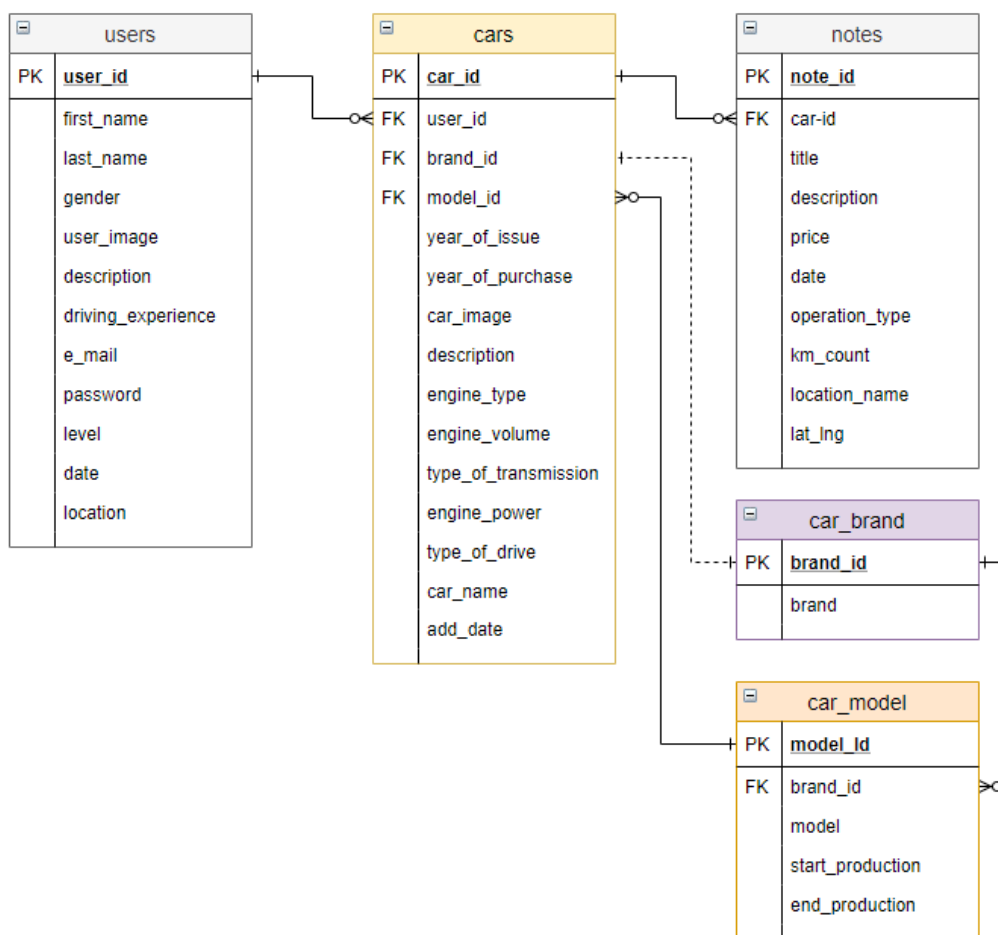 users
PK user_id
first_name
last_name
gender
user_image
description
driving_experience
e_mail
password
level
date
location
cars
PK car_id
FK user_id
FK brand_id
FK model_id
year_of_issue
year_of_purchase
car_image
description
engine_type
engine_volume
type_of_transmission
engine_power
type_of_drive
car_name
add_date
notes
PK note_id
FK car-id
title
description
price
date
operation_type
km_count
location_name
lat_lng
car_brand
PK brand_id
brand
car_model
PK model_Id
FK brand_id
model
start_production
end_production